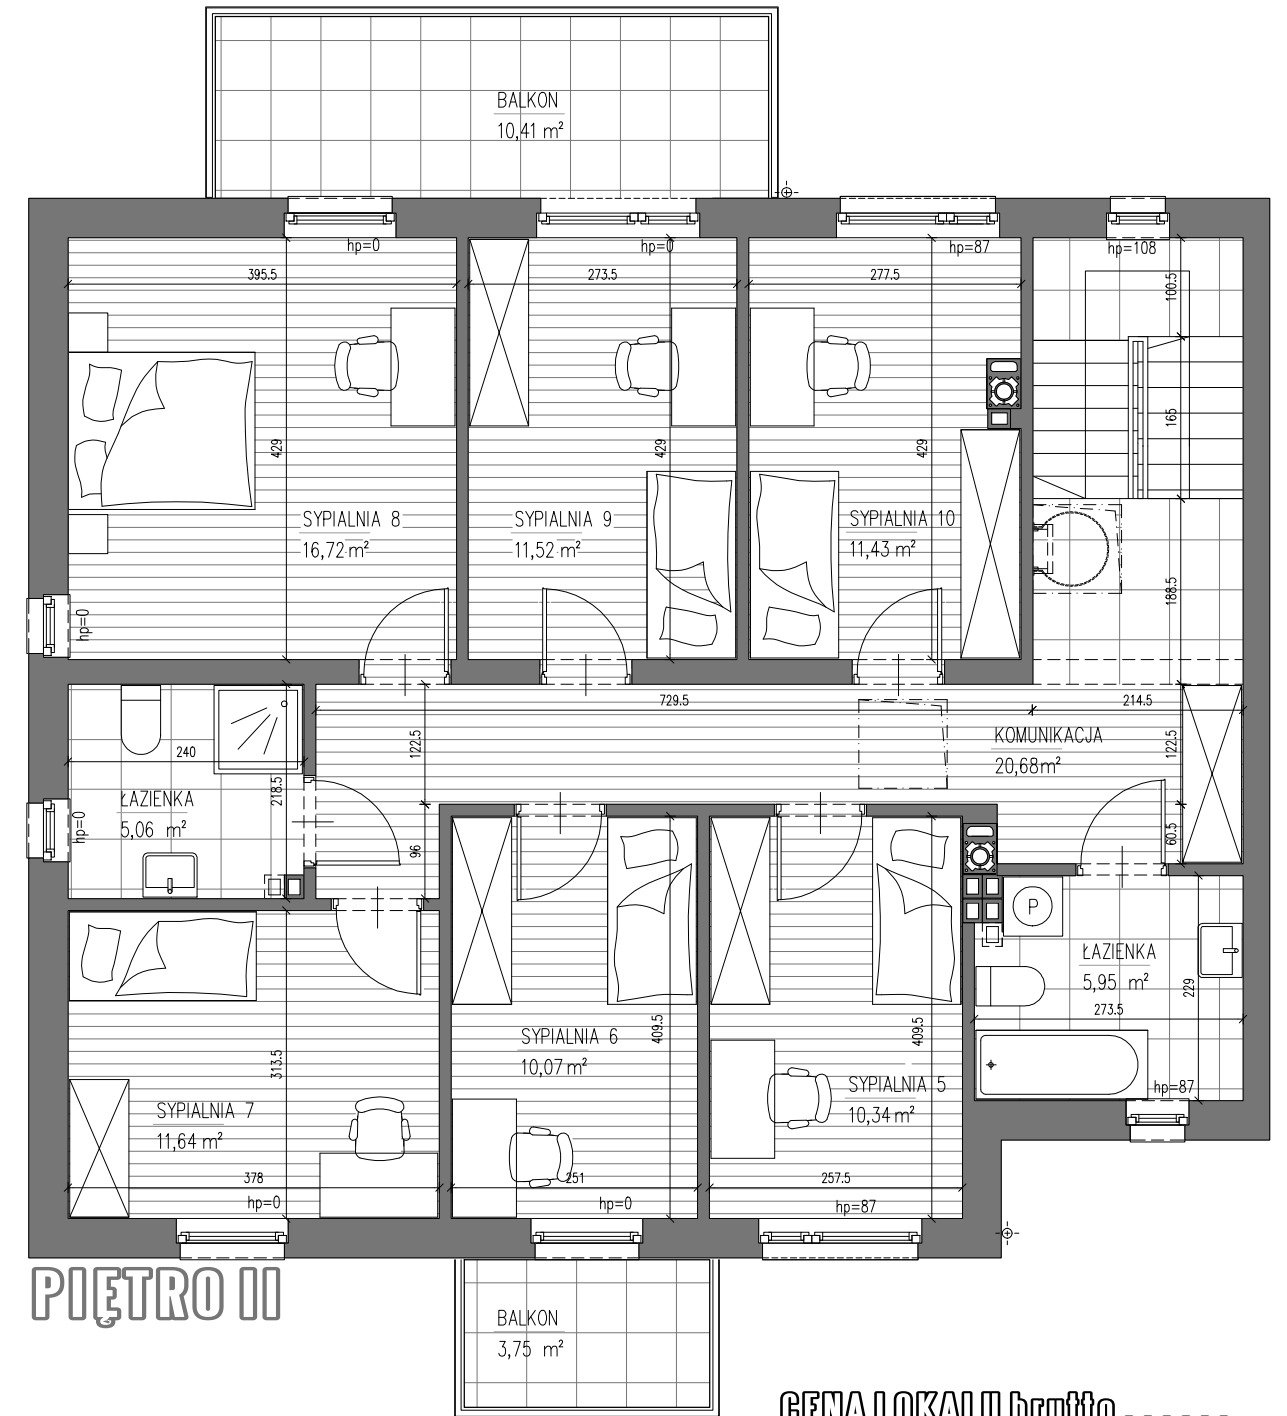 BALKON
10,41 m²
hp=0
hp=0
hp=87
hp=108
395.5
273.5
277.5
100.5
165
429
429
429
SYPIALNIA 8
16,72 m²
SYPIALNIA 9
11,52 m²
SYPIALNIA 10
11,43 m²
188.5
hp=0
729.5
214.5
KOMUNIKACJA
20,68m²
122.5
122.5
240
218.5
ŁAZIENKA
5,06 m²
hp=0
96
60.5
P
ŁAZIENKA
5,95 m²
229
273.5
hp=87
313.5
409.5
409.5
SYPIALNIA 6
10,07 m²
SYPIALNIA 5
10,34 m²
SYPIALNIA 7
11,64 m²
378
251
257.5
hp=0
hp=0
hp=87
PIĘTRO II
BALKON
3,75 m²
CENA LOKALU brutto